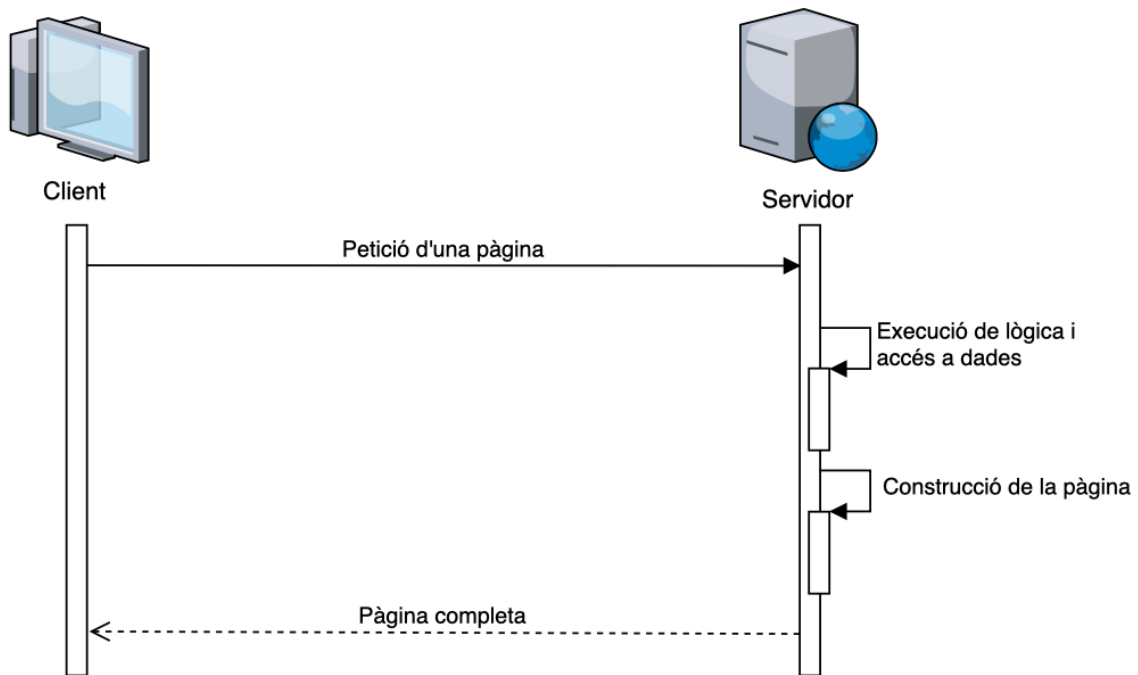 Client
Servidor
Petició d'una pàgina
Execució de lògica i
accés a dades
Construcció de la pàgina
Pàgina completa